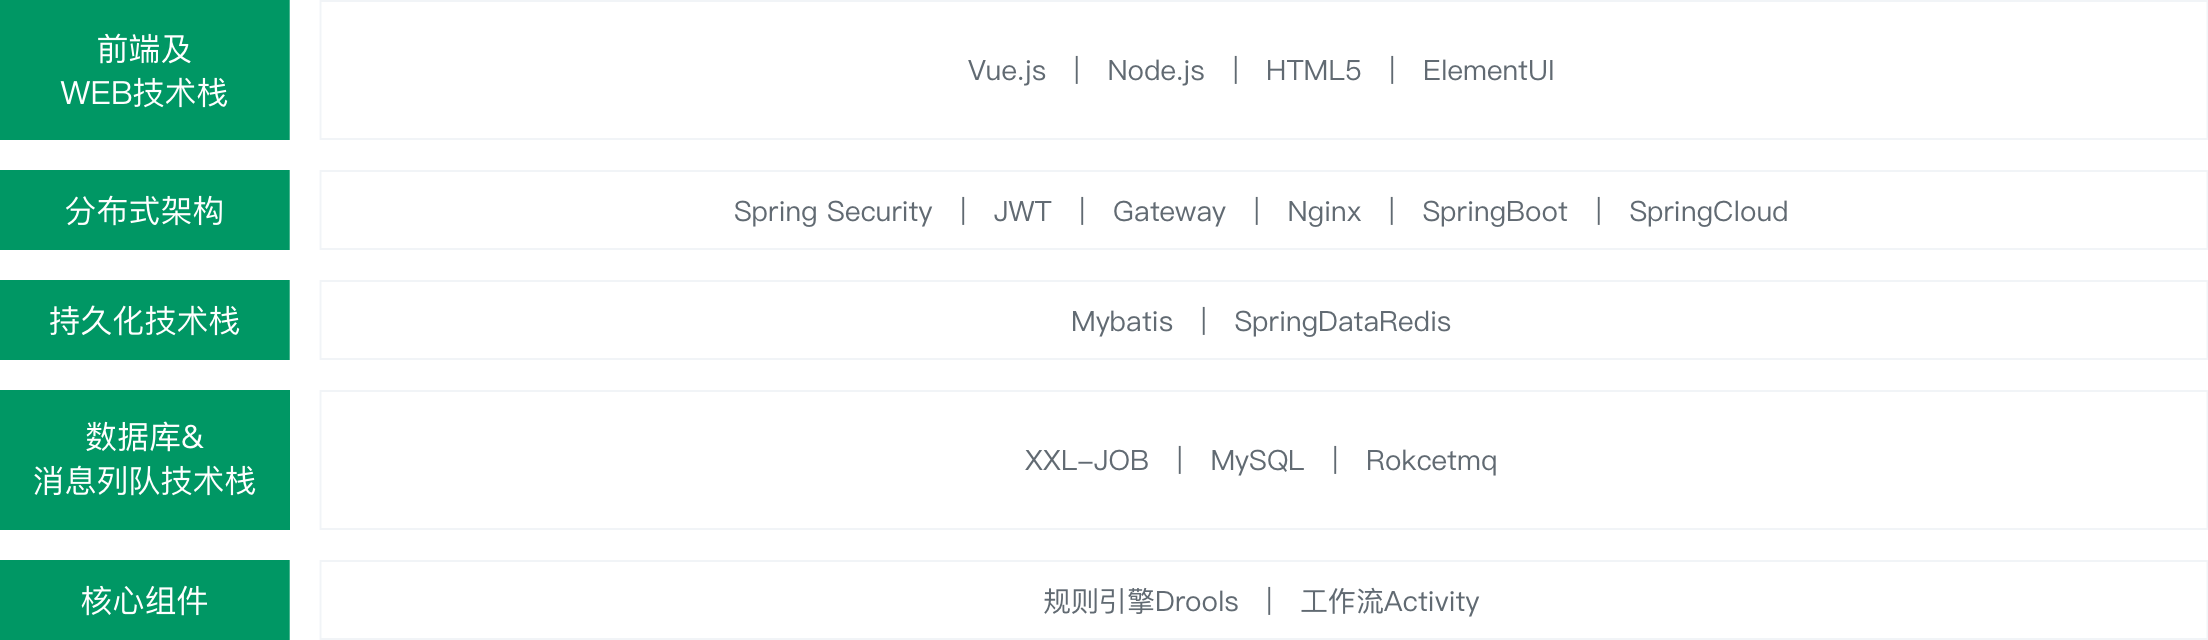 前端及
WEB技术栈
Vue.js | Node.js | HTML5 | ElementUI
分布式架构
Spring Security | JWT | Gateway | Nginx | SpringBoot | SpringCloud
持久化技术栈
Mybatis | SpringDataRedis
数据库&
消息列队技术栈
XXL-JOB | MySQL | Rokcetmq
核心组件
规则引擎Drools | 工作流Activity